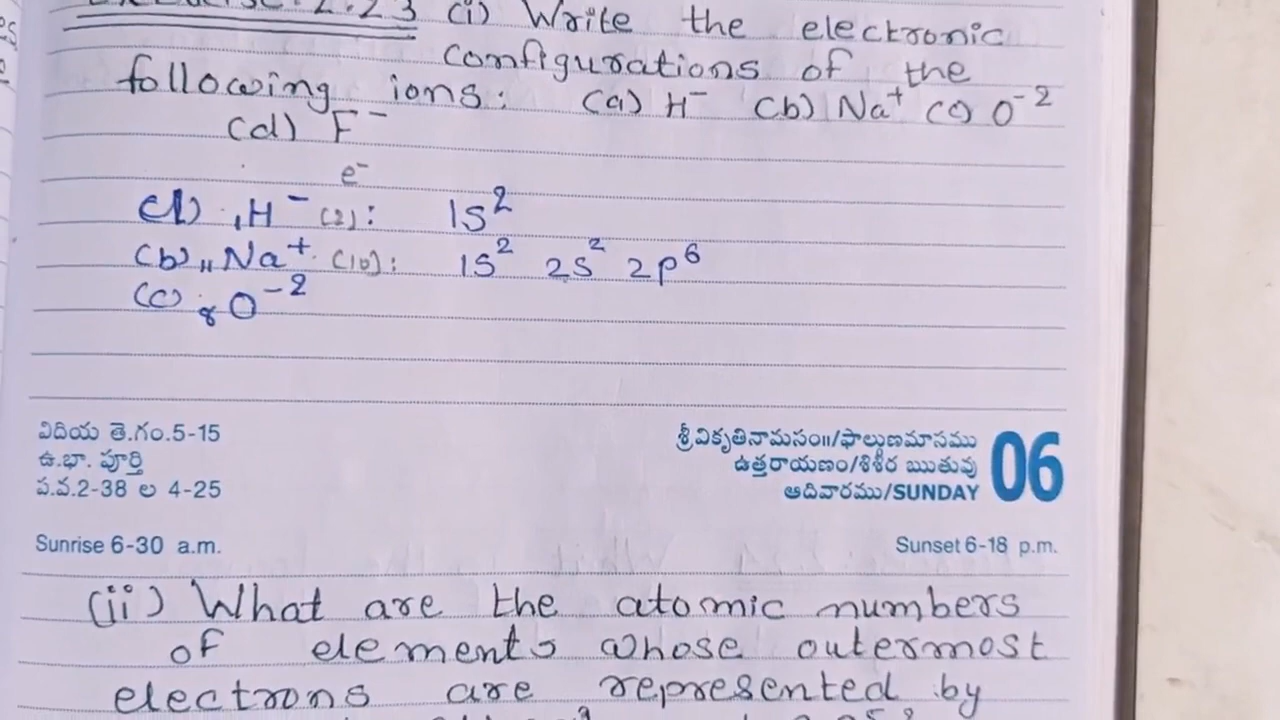 2.23 (i) Write the electronic
configurations of the
following ions: (a) H⁻ (b) Na⁺ (c) O⁻²
(d) F⁻
e⁻
₁H⁻ (2): 1s²
(b) ₁₁Na⁺ (10): 1s² 2s² 2p⁶
(c) ₈O⁻²
విదియ తె.గం.5-15
ఉ.భా. పూర్తి
ప.వ.2-38 ల 4-25
శ్రీవికృతినామసం॥/ఫాల్గుణమాసము
ఉత్తరాయణం/శిశిర ఋతువు
ఆదివారము/SUNDAY
06
Sunrise 6-30 a.m.
Sunset 6-18 p.m.
(ii) What are the atomic numbers
of elements whose outermost
electrons are represented by